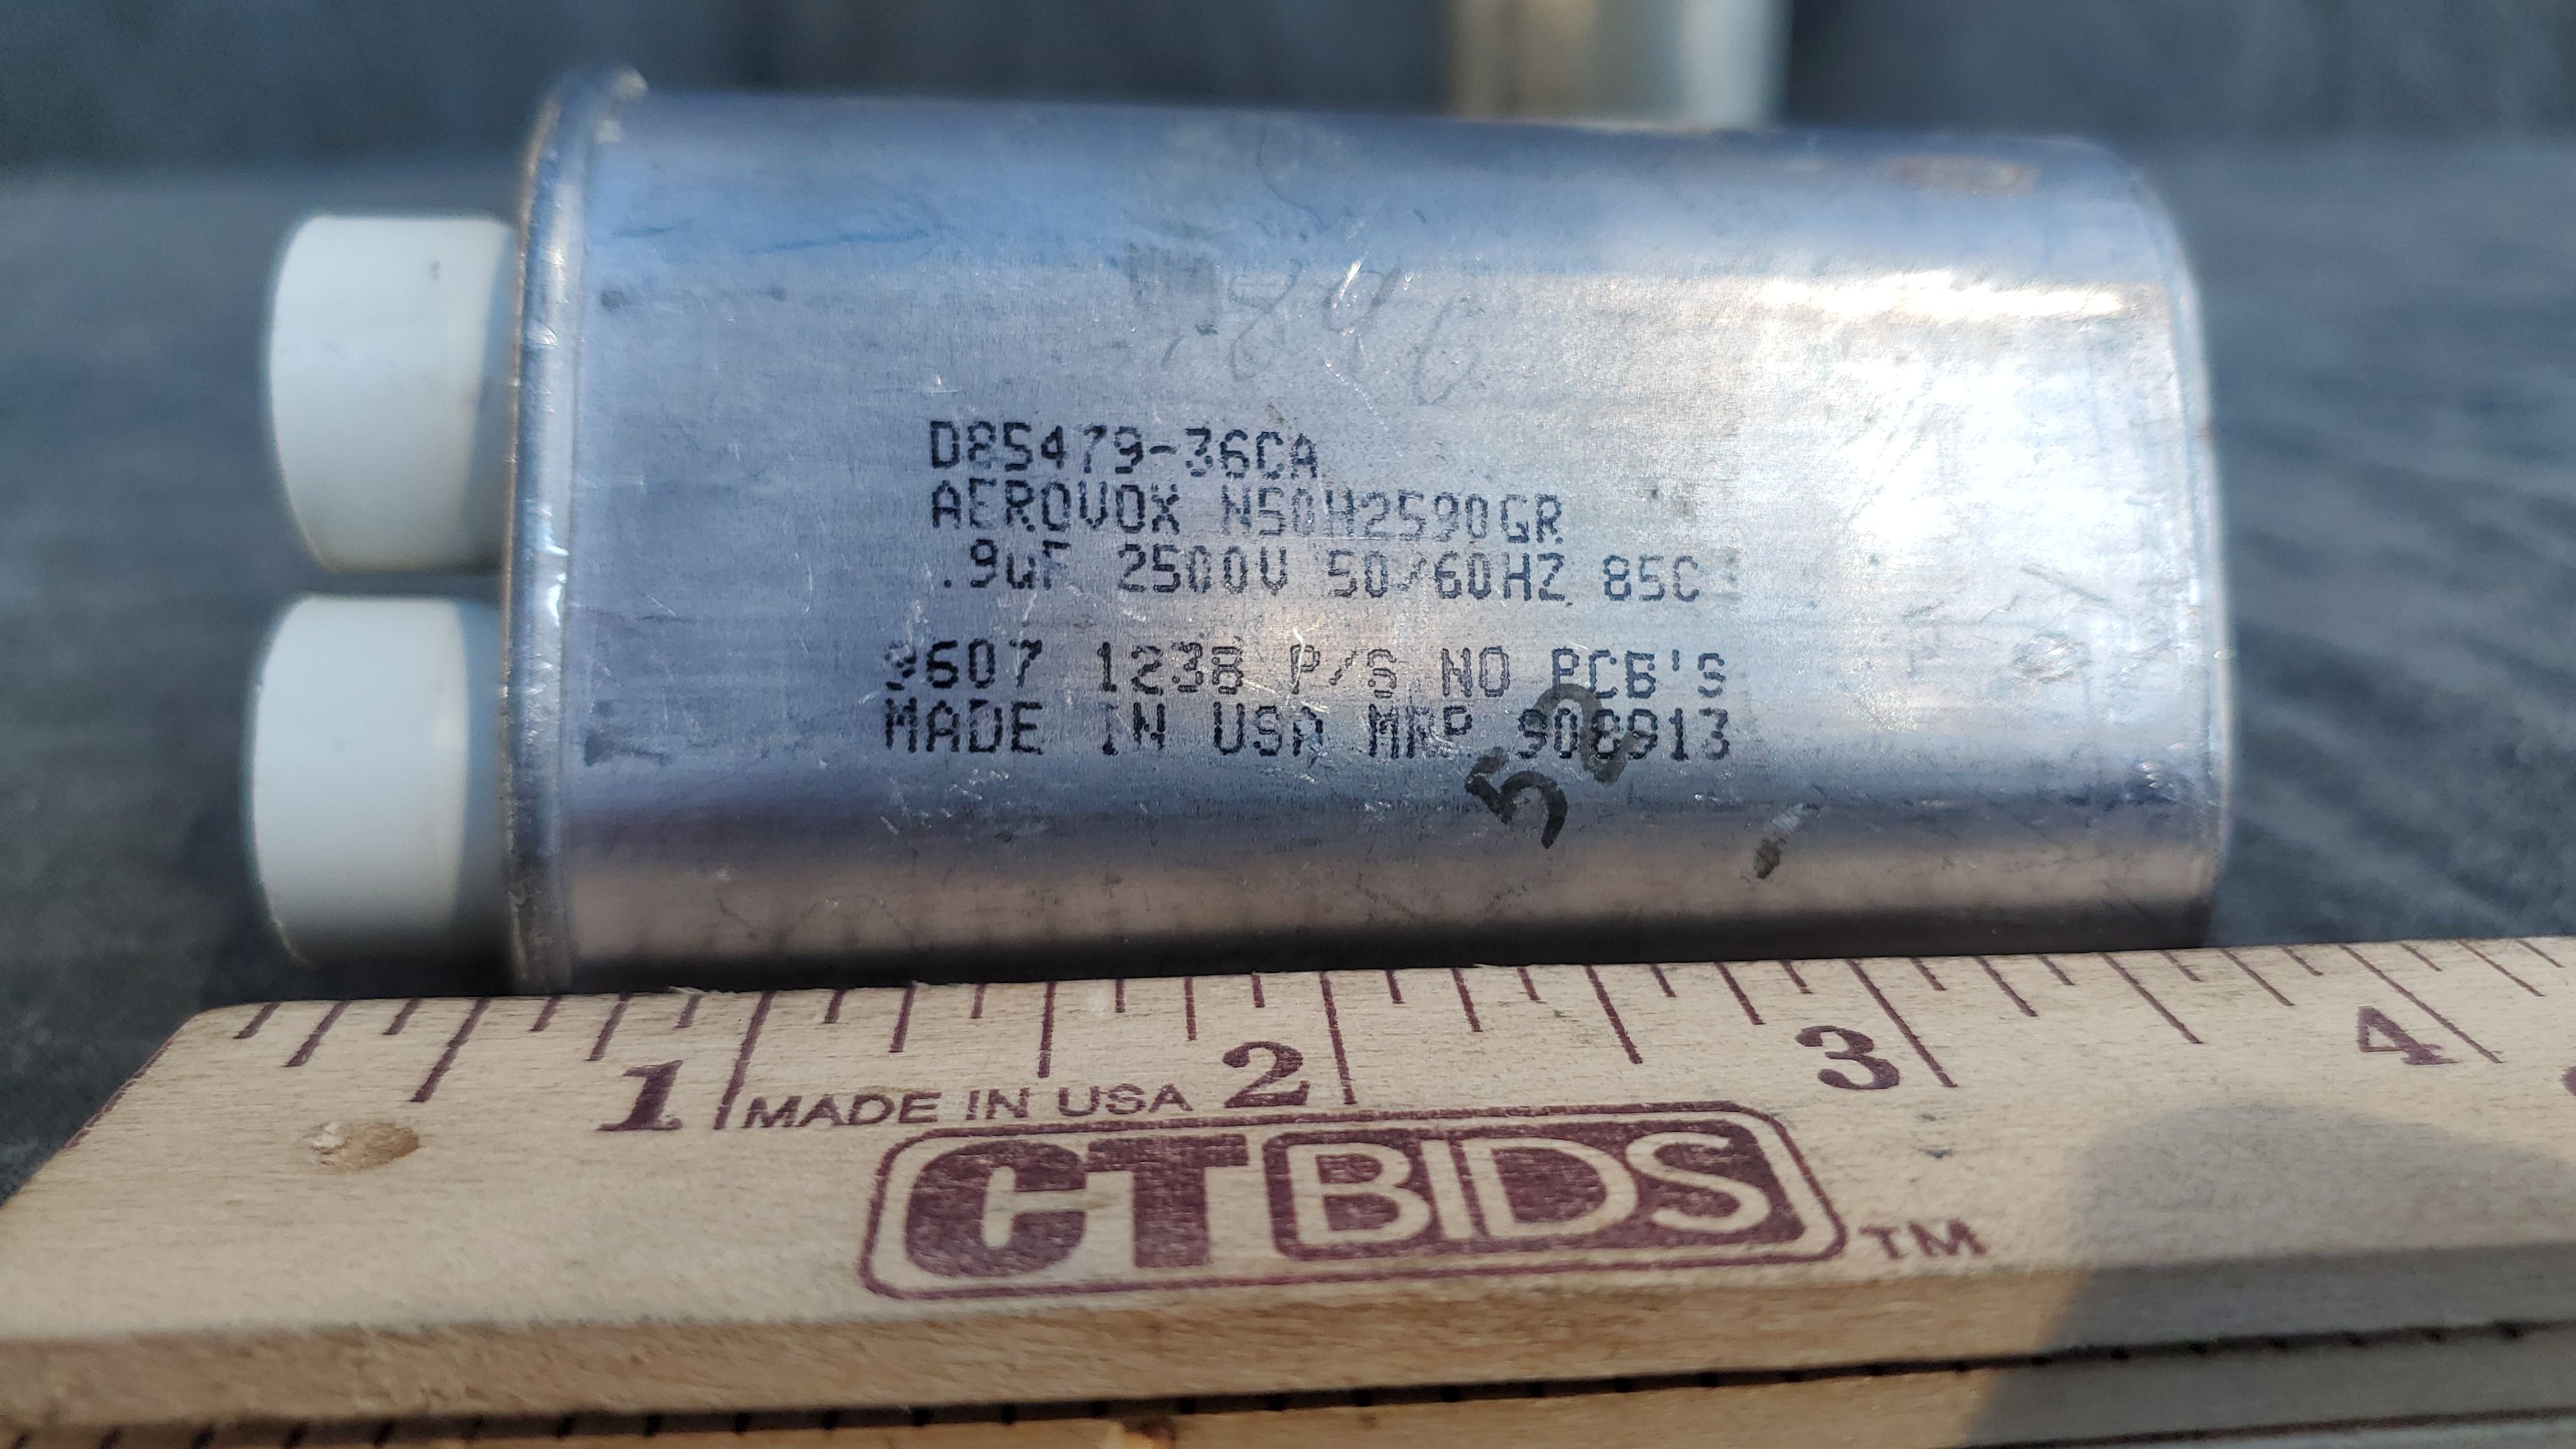 D85479-36CA
AEROVOX N50H2590GR
.9uF 2500V 50/60HZ 85C
9607 1238 P/S NO PCB'S
MADE IN USA MRP 908913
1 2 3 4
MADE IN USA
CTBIDS TM